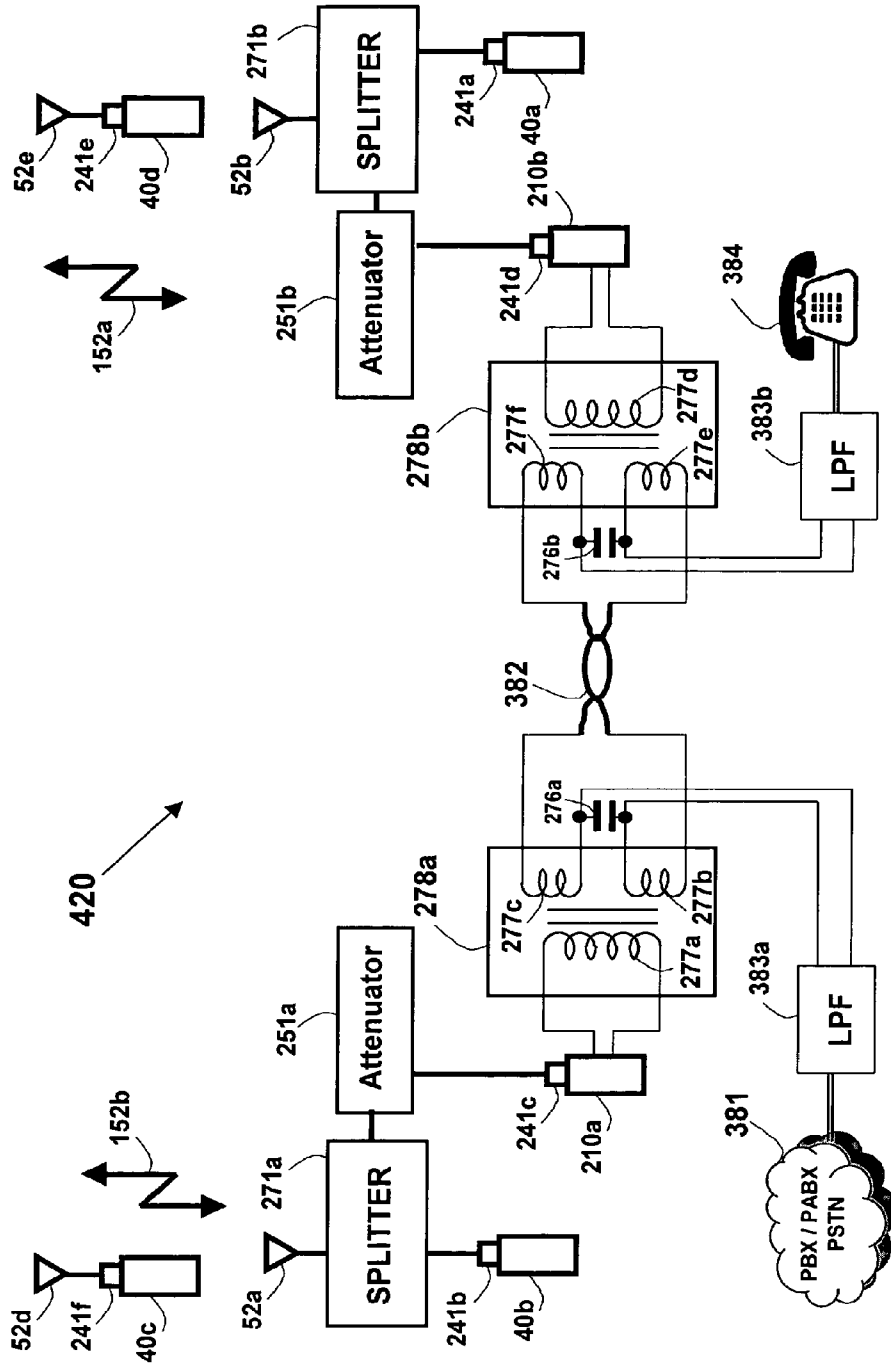 420
52d
241f
40c
152b
52a
271a
SPLITTER
241b
40b
251a
Attenuator
241c
210a
278a
277c
277a
277b
276a
382
381
PBX / PABX
PSTN
383a
LPF
152a
52e
241e
40d
52b
271b
SPLITTER
241a
40a
251b
Attenuator
241d
210b
278b
277f
277d
277e
276b
383b
LPF
384